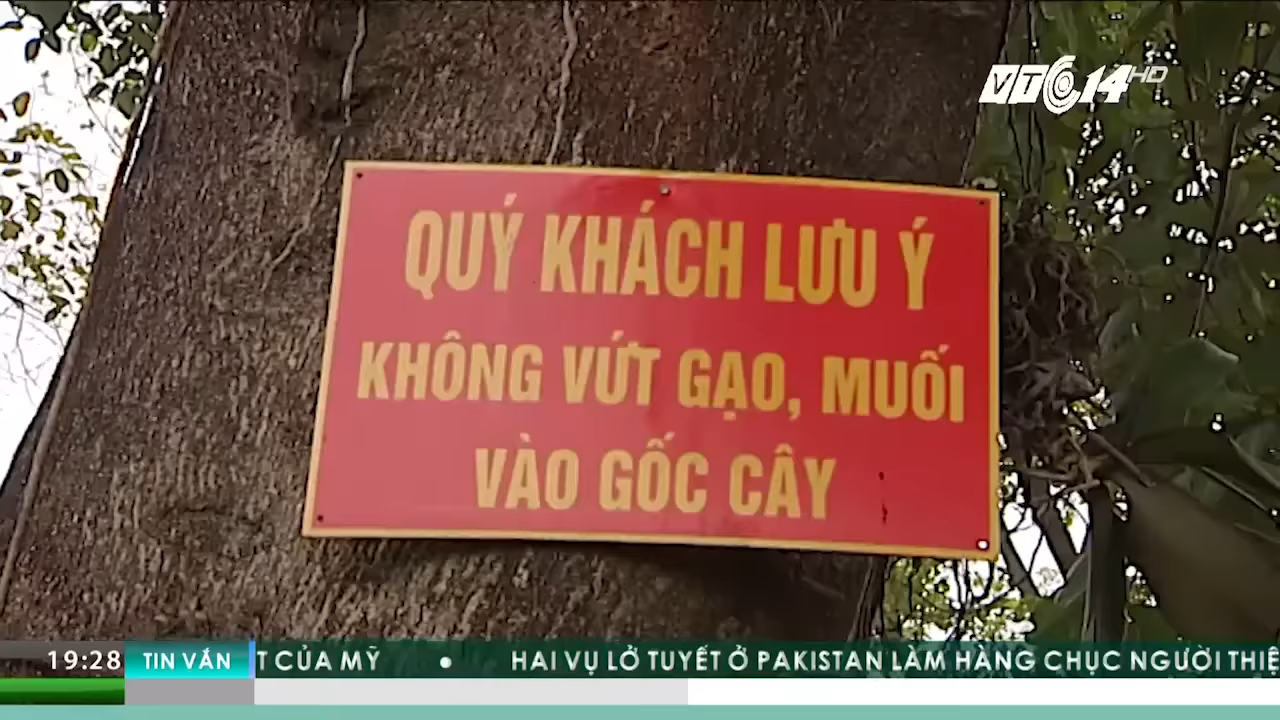 VTC14 HD
QUÝ KHÁCH LƯU Ý
KHÔNG VỨT GẠO, MUỐI
VÀO GỐC CÂY
19:28 TIN VẮN T CỦA MỸ • HAI VỤ LỞ TUYẾT Ở PAKISTAN LÀM HÀNG CHỤC NGƯỜI THIỆ